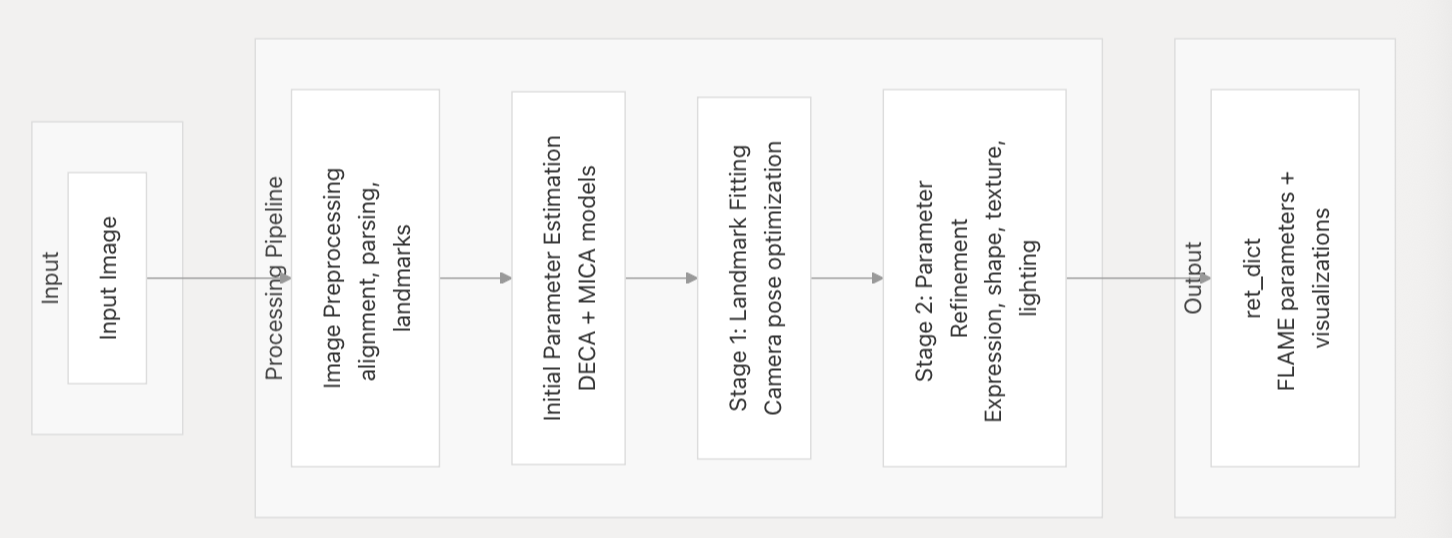 Input
Input Image
Processing Pipeline
Image Preprocessing
alignment, parsing,
landmarks
Initial Parameter Estimation
DECA + MICA models
Stage 1: Landmark Fitting
Camera pose optimization
Stage 2: Parameter
Refinement
Expression, shape, texture,
lighting
Output
ret_dict
FLAME parameters +
visualizations